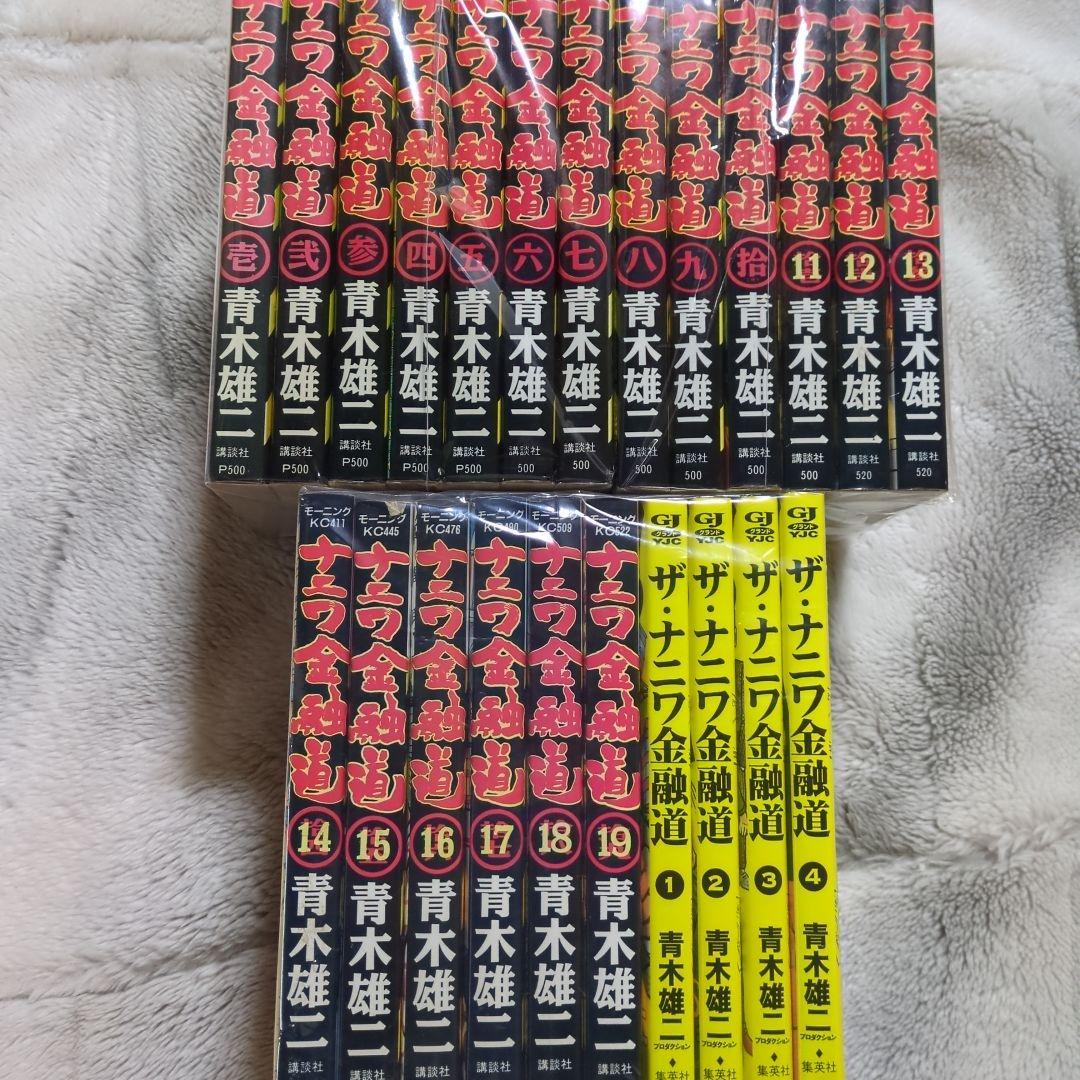 ナニワ金融道
壱
青木雄二
講談社
P500
ナニワ金融道
弐
青木雄二
講談社
P500
ナニワ金融道
参
青木雄二
講談社
P500
ナニワ金融道
四
青木雄二
講談社
P500
ナニワ金融道
五
青木雄二
講談社
P500
ナニワ金融道
六
青木雄二
講談社
500
ナニワ金融道
七
青木雄二
講談社
500
ナニワ金融道
八
青木雄二
講談社
ナニワ金融道
九
青木雄二
講談社
500
ナニワ金融道
拾
青木雄二
講談社
500
ナニワ金融道
11
青木雄二
講談社
500
ナニワ金融道
12
青木雄二
講談社
520
ナニワ金融道
13
青木雄二
講談社
520
モーニング
KC411
ナニワ金融道
14
青木雄二
講談社
モーニング
KC445
ナニワ金融道
15
青木雄二
講談社
モーニング
KC476
ナニワ金融道
16
青木雄二
講談社
モーニング
KC490
ナニワ金融道
17
青木雄二
講談社
モーニング
KC509
ナニワ金融道
18
青木雄二
講談社
モーニング
KC522
ナニワ金融道
19
青木雄二
講談社
GJ
グランド
YJC
ザ・ナニワ金融道
1
青木雄二
プロダクション
集英社
GJ
グランド
YJC
ザ・ナニワ金融道
2
青木雄二
プロダクション
集英社
GJ
グランド
YJC
ザ・ナニワ金融道
3
青木雄二
プロダクション
集英社
GJ
グランド
YJC
ザ・ナニワ金融道
4
青木雄二
プロダクション
集英社